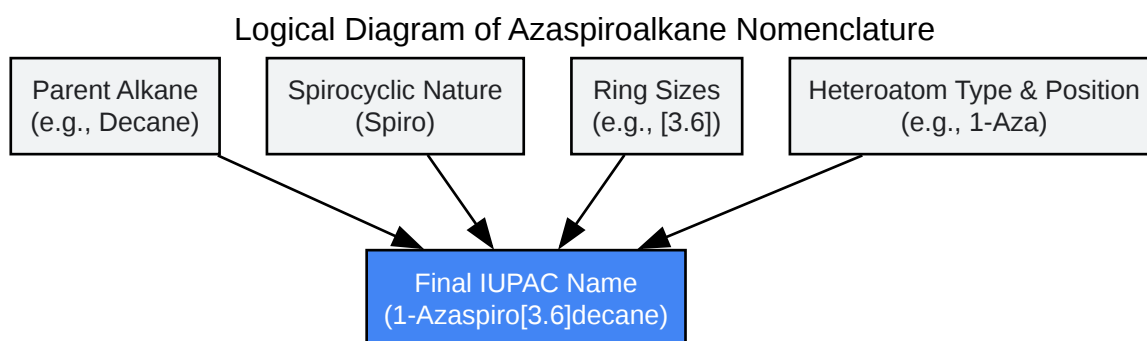 Logical Diagram of Azaspiroalkane Nomenclature
Parent Alkane
(e.g., Decane)
Spirocyclic Nature
(Spiro)
Ring Sizes
(e.g., [3.6])
Heteroatom Type & Position
(e.g., 1-Aza)
Final IUPAC Name
(1-Azaspiro[3.6]decane)